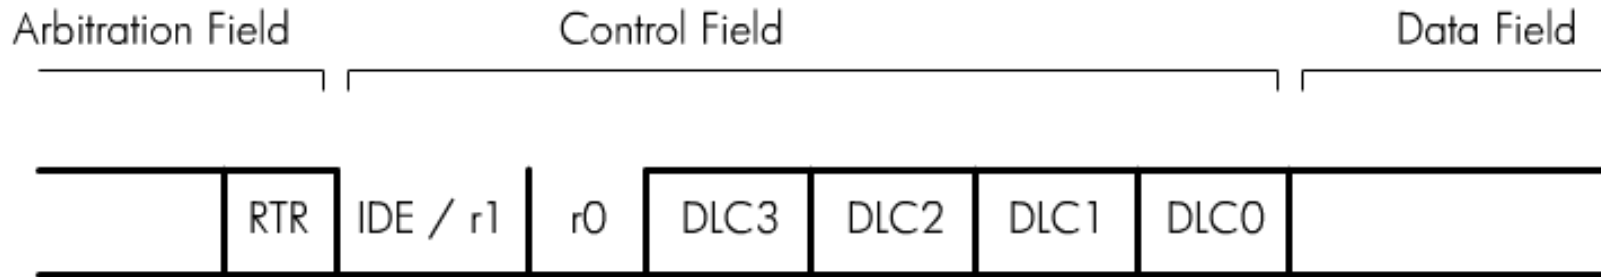 Arbitration Field Control Field Data Field
RTR IDE / r1 r0 DLC3 DLC2 DLC1 DLC0